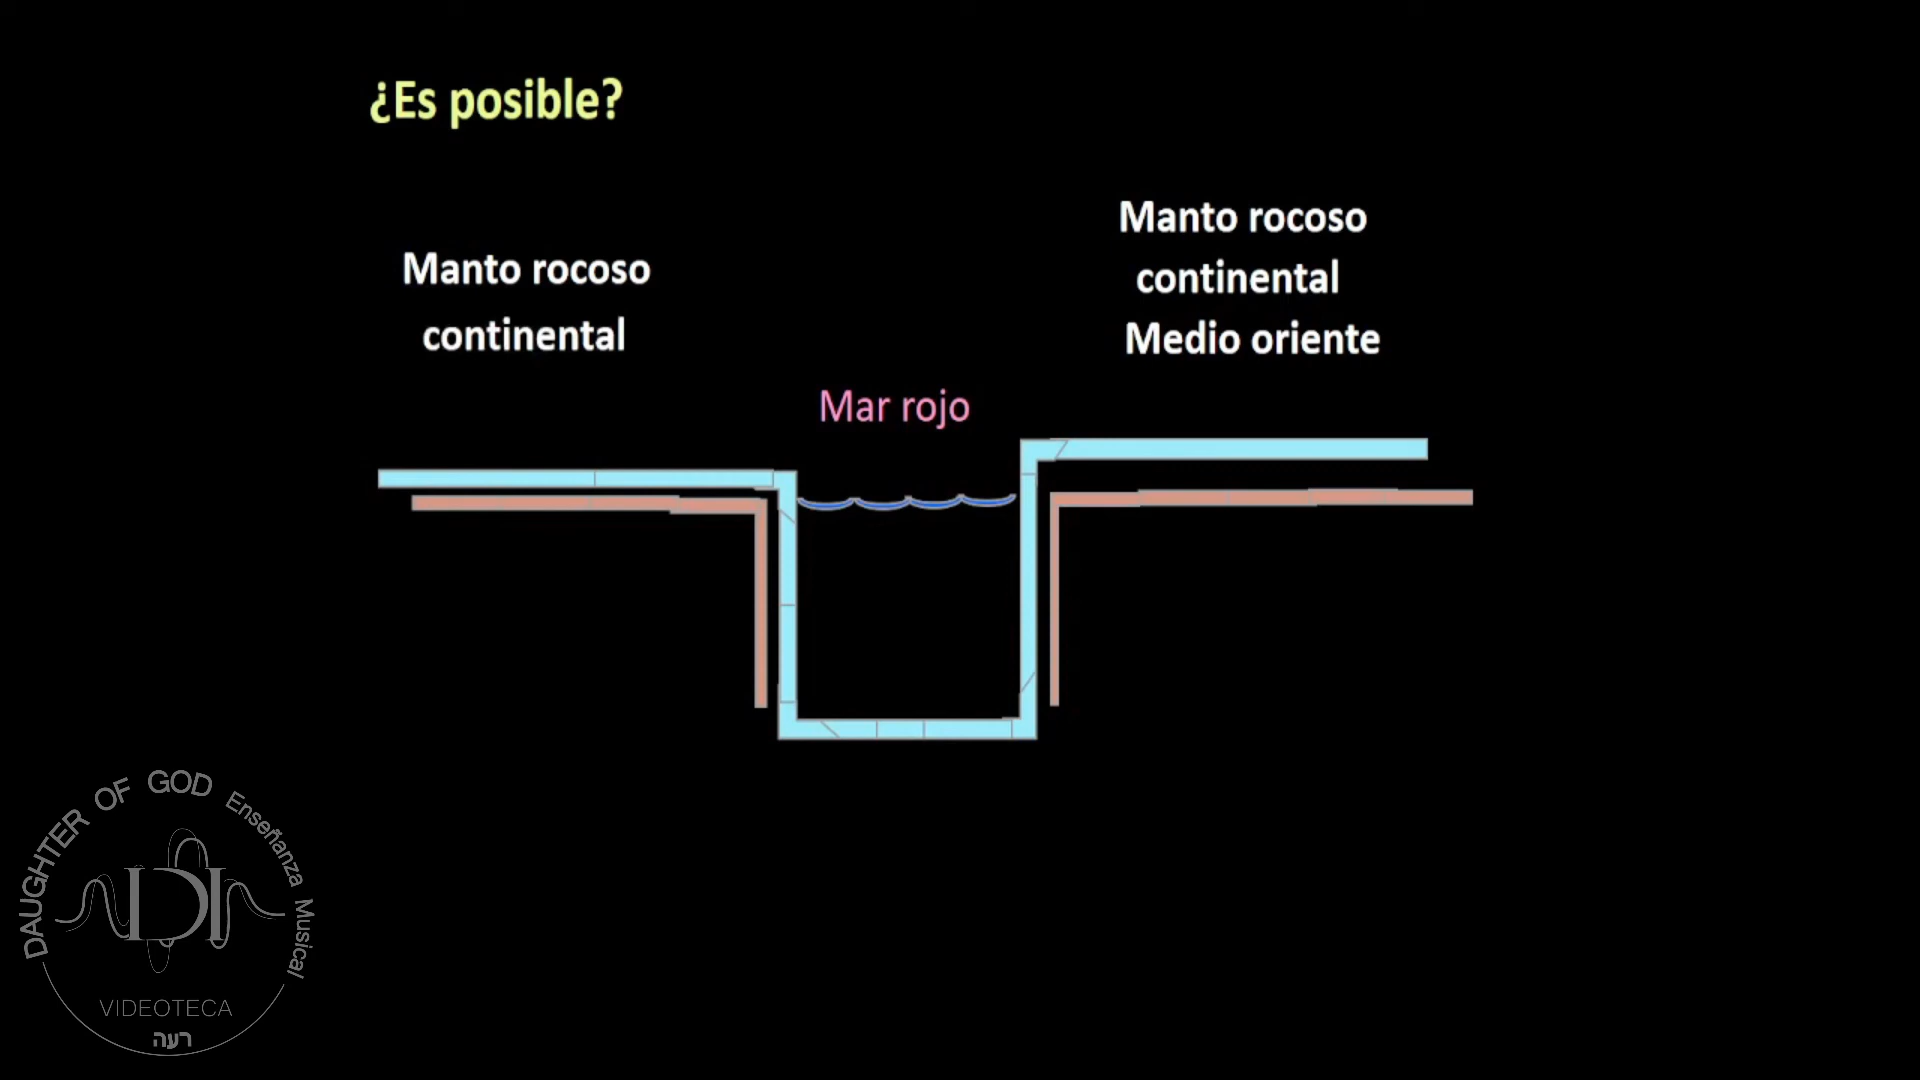 ¿Es posible?
Manto rocoso
continental
Manto rocoso
continental
Medio oriente
Mar rojo
DAUGHTER OF GOD Enseñanza Musical
VIDEOTECA
רעה